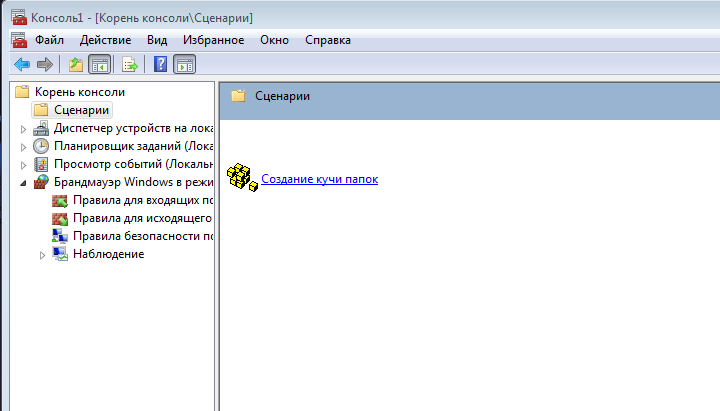 Консоль1 - [Корень консоли\Сценарии]
Файл Действие Вид Избранное Окно Справка
Корень консоли
Сценарии
Диспетчер устройств на лока
Планировщик заданий (Лока
Просмотр событий (Локальн
Брандмауэр Windows в режи
Правила для входящих по
Правила для исходящего
Правила безопасности по
Наблюдение
Сценарии
Создание кучи папок